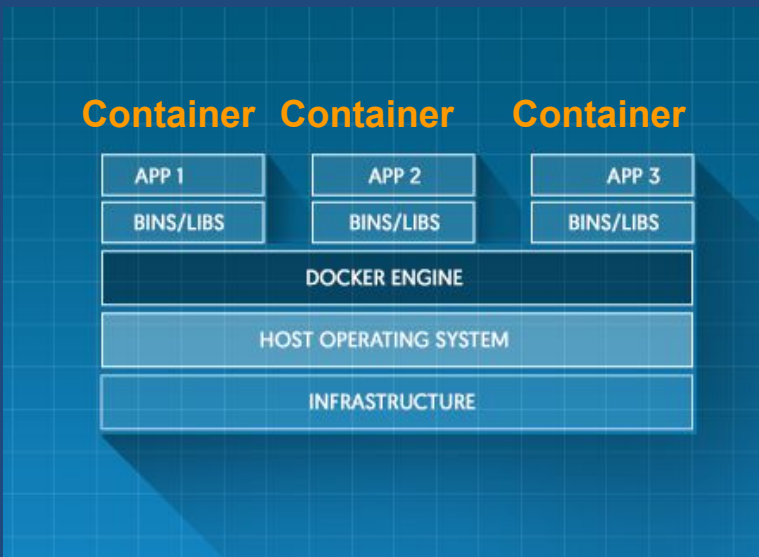 Container Container Container
APP 1 APP 2 APP 3
BINS/LIBS BINS/LIBS BINS/LIBS
DOCKER ENGINE
HOST OPERATING SYSTEM
INFRASTRUCTURE